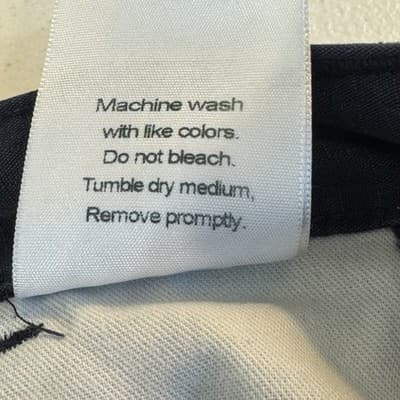 Machine wash
with like colors.
Do not bleach.
Tumble dry medium,
Remove promptly.